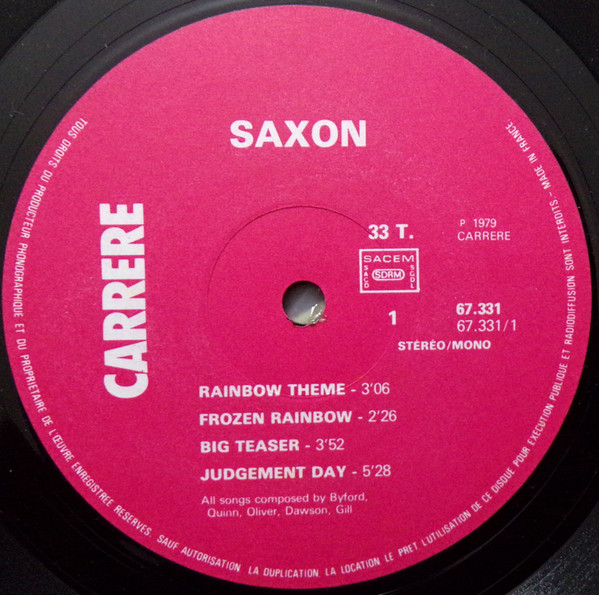 SAXON
CARRERE
33 T.
P 1979
CARRERE
SACEM
SACD
SDRM
SGDL
1
67.331
67.331/1
STÉRÉO/MONO
RAINBOW THEME - 3'06
FROZEN RAINBOW - 2'26
BIG TEASER - 3'52
JUDGEMENT DAY - 5'28
All songs composed by Byford,
Quinn, Oliver, Dawson, Gill
TOUS DROITS DU PRODUCTEUR PHONOGRAPHIQUE ET DU PROPRIETAIRE DE L'ŒUVRE ENREGISTREE RESERVES. SAUF AUTORISATION LA DUPLICATION, LA LOCATION LE PRET L'UTILISATION DE CE DISQUE POUR EXECUTION PUBLIQUE ET RADIODIFFUSION SONT INTERDITS - MADE IN FRANCE